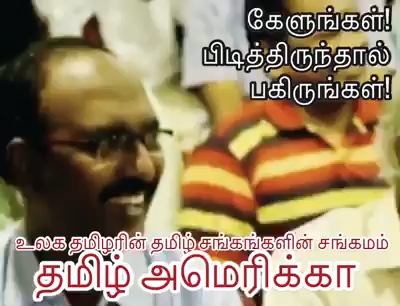 கேளுங்கள்!
பிடித்திருந்தால்
பகிருங்கள்!
உலக தமிழரின் தமிழ் சங்கங்களின் சங்கமம்
தமிழ் அமெரிக்கா